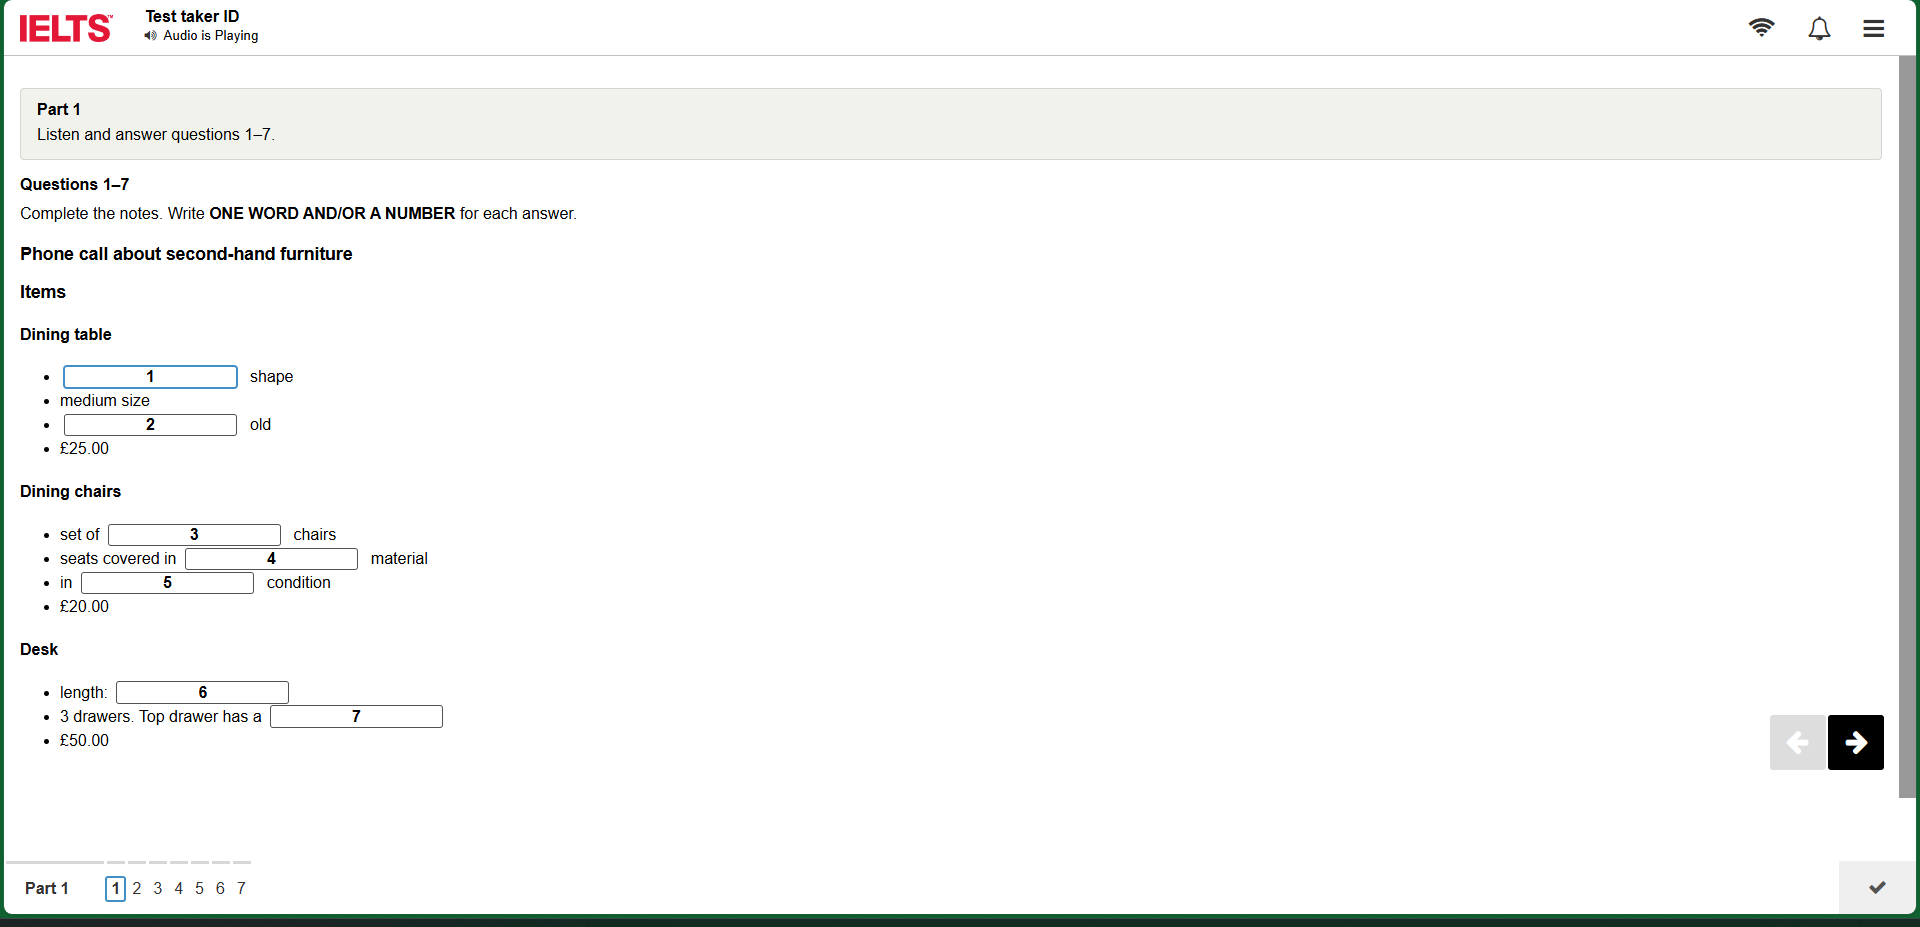 IELTS™
Test taker ID
Audio is Playing
Part 1
Listen and answer questions 1–7.
Questions 1–7
Complete the notes. Write ONE WORD AND/OR A NUMBER for each answer.
Phone call about second-hand furniture
Items
Dining table
• 1 shape
• medium size
• 2 old
• £25.00
Dining chairs
• set of 3 chairs
• seats covered in 4 material
• in 5 condition
• £20.00
Desk
• length: 6
• 3 drawers. Top drawer has a 7
• £50.00
Part 1 1 2 3 4 5 6 7